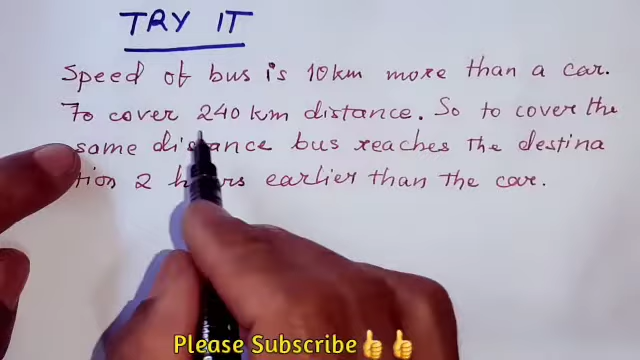 TRY IT
Speed of bus is 10km more than a car.
To cover 240 km distance. So to cover the
same distance bus reaches the destina
tion 2 hours earlier than the car.
Please Subscribe👍👍